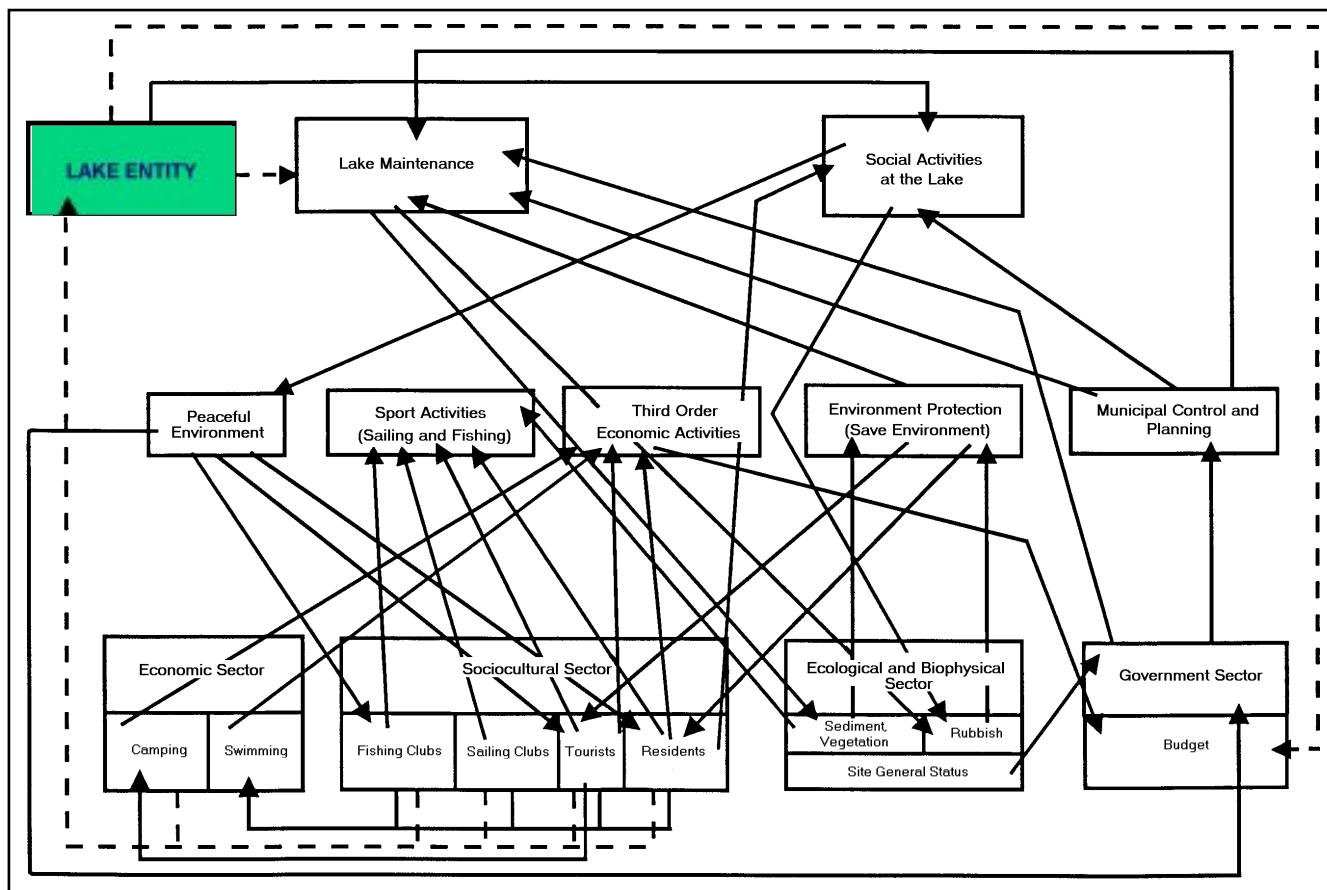 LAKE ENTITY
Lake Maintenance
Social Activities
at the Lake
Peaceful
Environment
Sport Activities
(Sailing and Fishing)
Third Order
Economic Activities
Environment Protection
(Save Environment)
Municipal Control and
Planning
Economic Sector
Camping
Swimming
Sociocultural Sector
Fishing Clubs
Sailing Clubs
Tourists
Residents
Ecological and Biophysical
Sector
Sediment,
Vegetation
Rubbish
Site General Status
Government Sector
Budget